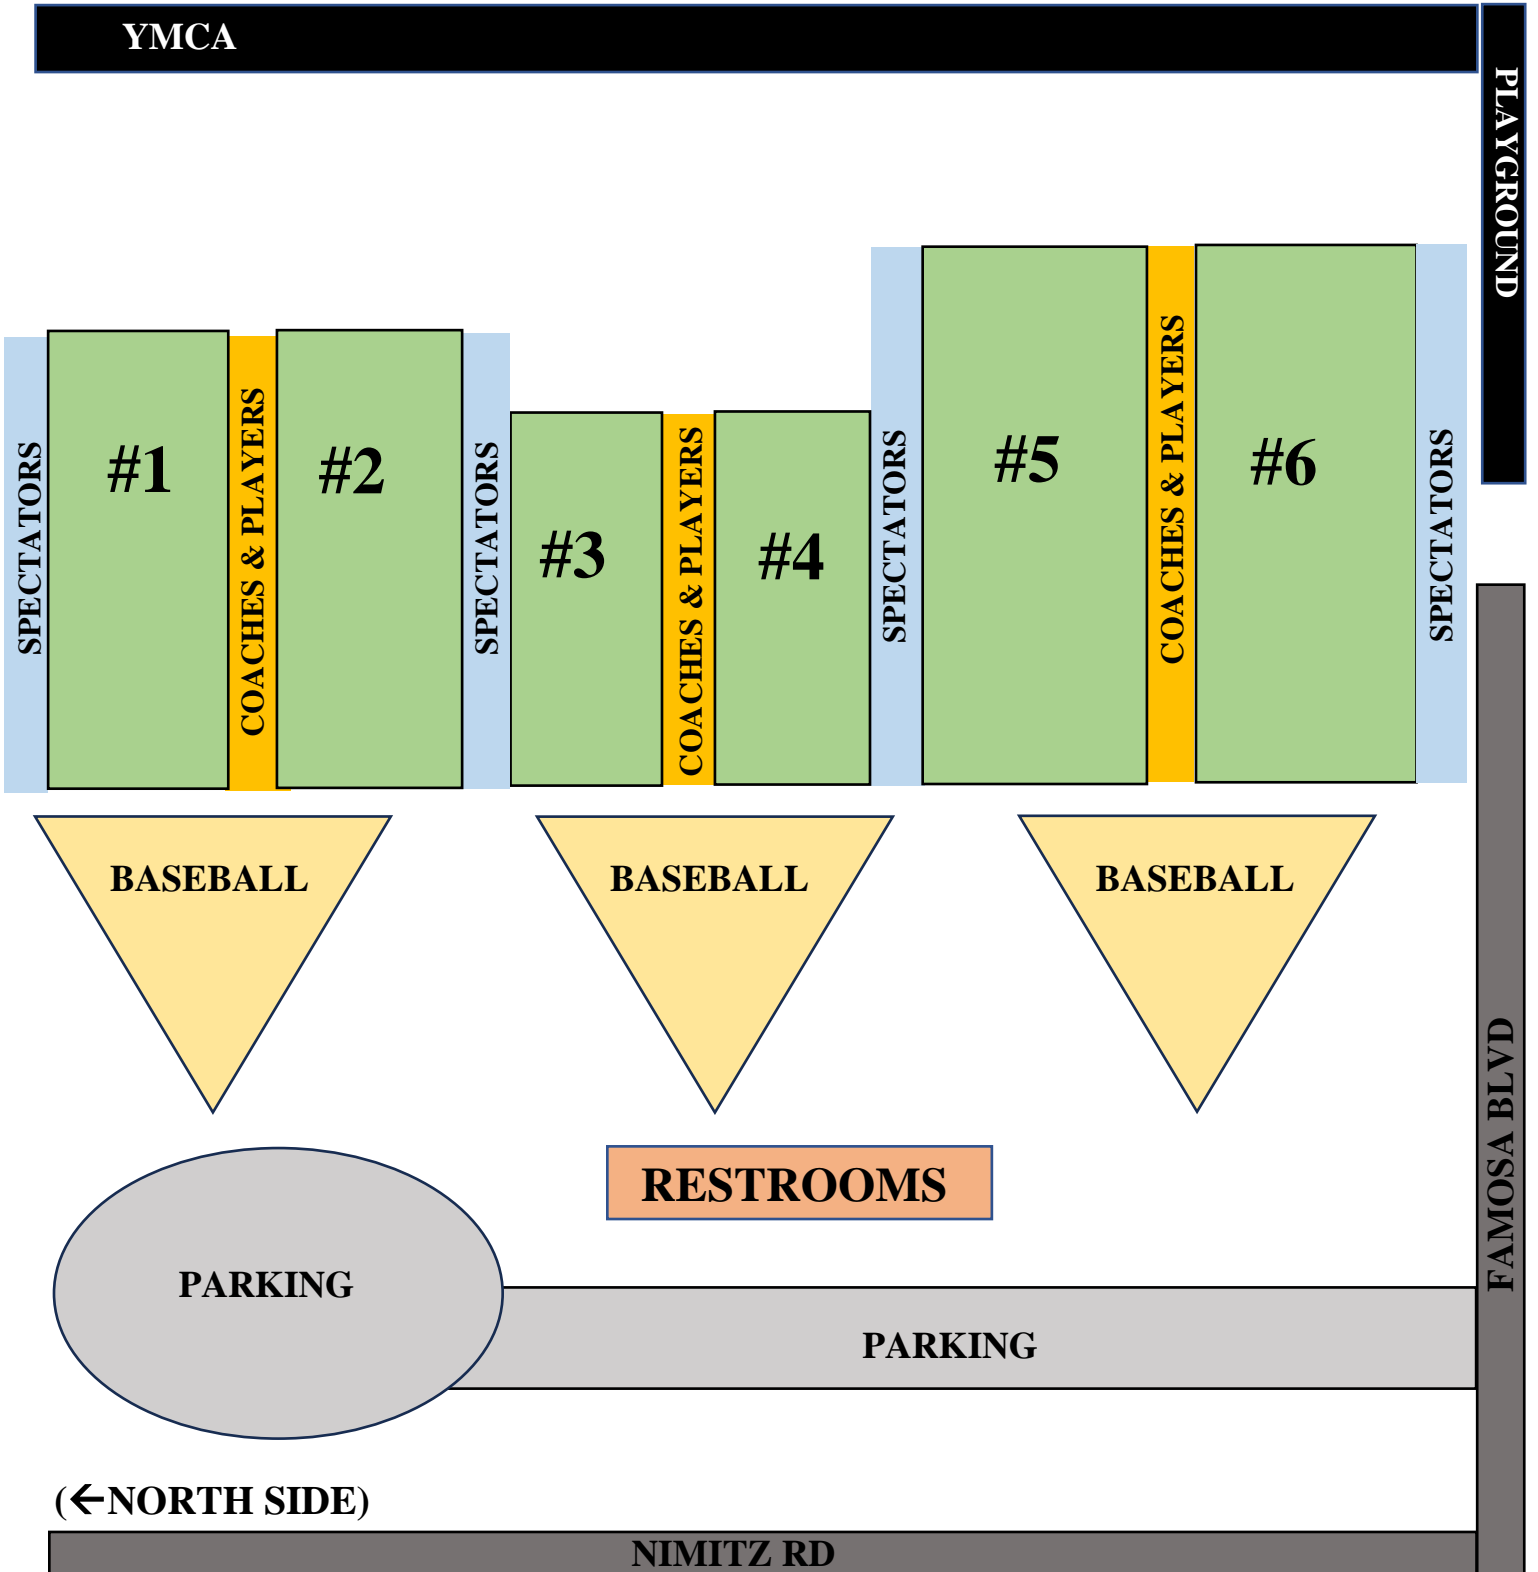 YMCA
PLAYGROUND
SPECTATORS
#1
COACHES & PLAYERS
#2
SPECTATORS
#3
COACHES & PLAYERS
#4
SPECTATORS
#5
COACHES & PLAYERS
#6
SPECTATORS
BASEBALL
BASEBALL
BASEBALL
FAMOSA BLVD
RESTROOMS
PARKING
PARKING
(←NORTH SIDE)
NIMITZ RD